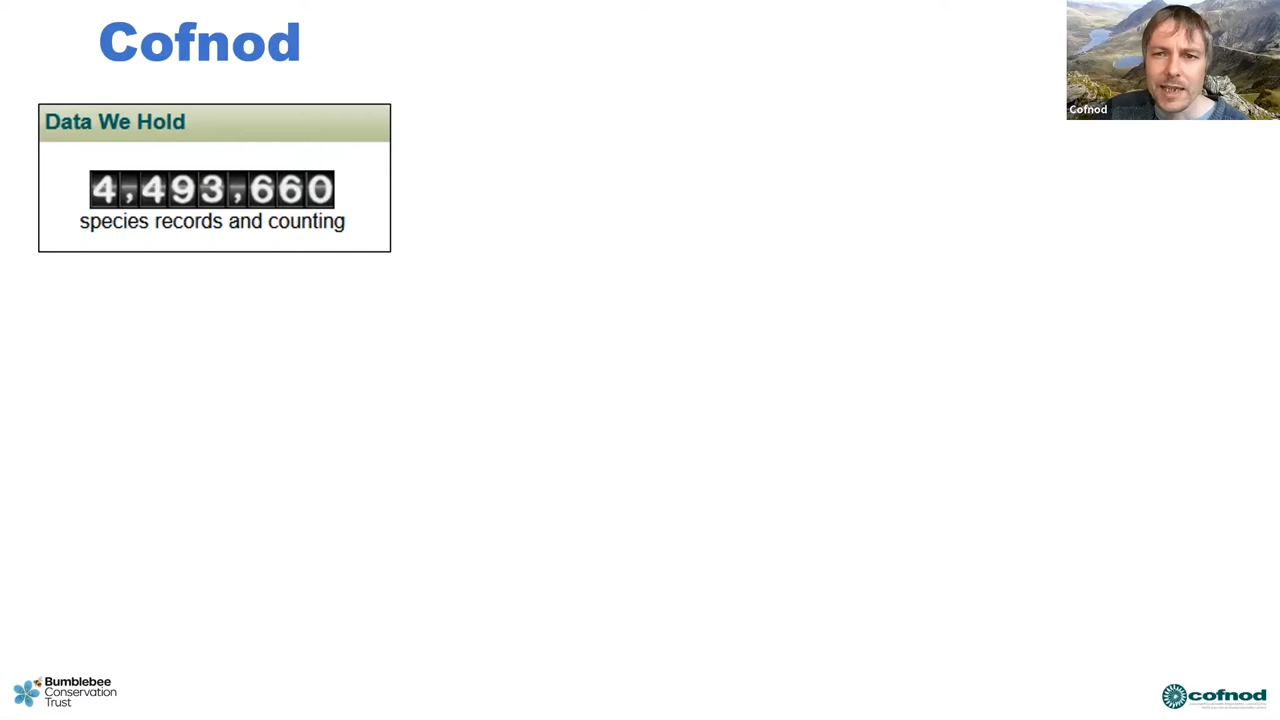 Cofnod
Cofnod
Data We Hold
4,493,660
species records and counting
Bumblebee
Conservation
Trust
cofnod